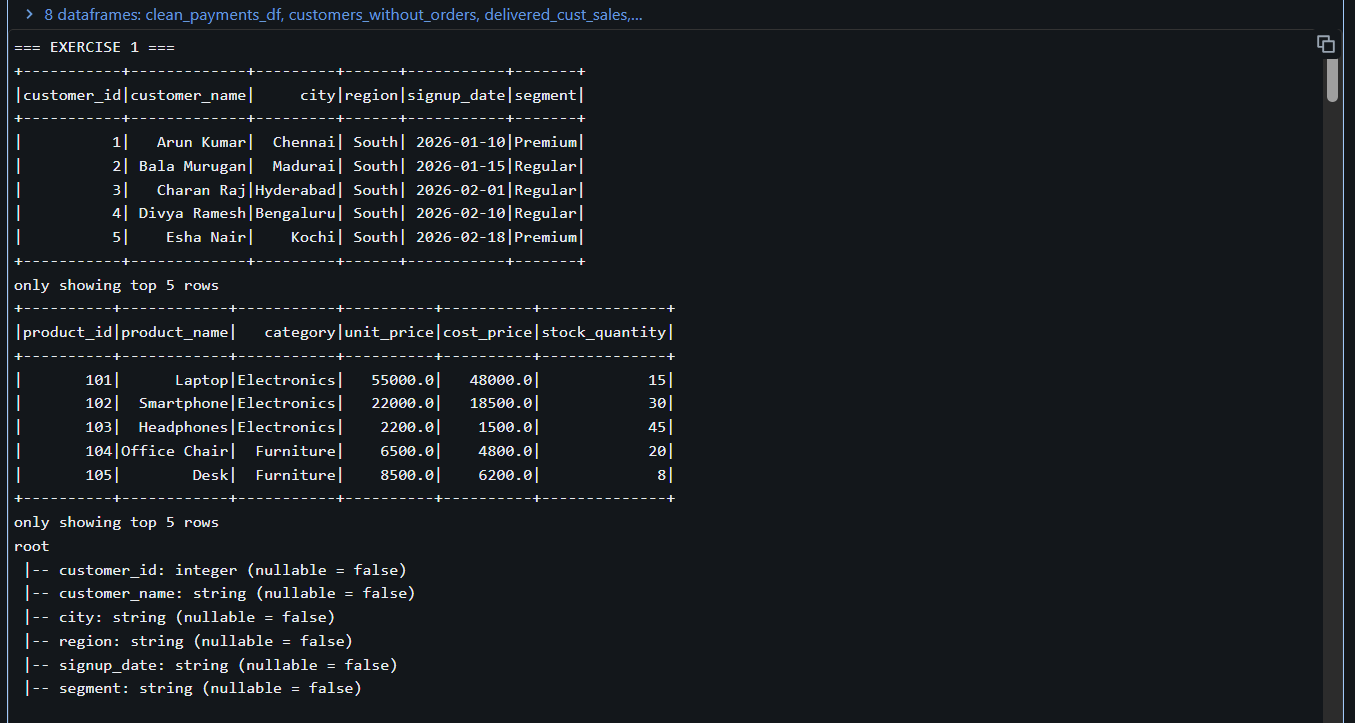 8 dataframes: clean_payments_df, customers_without_orders, delivered_cust_sales,...
=== EXERCISE 1 ===
+-----------+-------------+---------+------+-----------+-------+
|customer_id|customer_name|     city|region|signup_date|segment|
+-----------+-------------+---------+------+-----------+-------+
|          1|   Arun Kumar|  Chennai| South| 2026-01-10|Premium|
|          2| Bala Murugan|  Madurai| South| 2026-01-15|Regular|
|          3|   Charan Raj|Hyderabad| South| 2026-02-01|Regular|
|          4| Divya Ramesh|Bengaluru| South| 2026-02-10|Regular|
|          5|    Esha Nair|    Kochi| South| 2026-02-18|Premium|
+-----------+-------------+---------+------+-----------+-------+
only showing top 5 rows
+----------+------------+-----------+----------+----------+--------------+
|product_id|product_name|   category|unit_price|cost_price|stock_quantity|
+----------+------------+-----------+----------+----------+--------------+
|       101|      Laptop|Electronics|   55000.0|   48000.0|            15|
|       102|  Smartphone|Electronics|   22000.0|   18500.0|            30|
|       103|  Headphones|Electronics|    2200.0|    1500.0|            45|
|       104|Office Chair|  Furniture|    6500.0|    4800.0|            20|
|       105|        Desk|  Furniture|    8500.0|    6200.0|             8|
+----------+------------+-----------+----------+----------+--------------+
only showing top 5 rows
root
 |-- customer_id: integer (nullable = false)
 |-- customer_name: string (nullable = false)
 |-- city: string (nullable = false)
 |-- region: string (nullable = false)
 |-- signup_date: string (nullable = false)
 |-- segment: string (nullable = false)